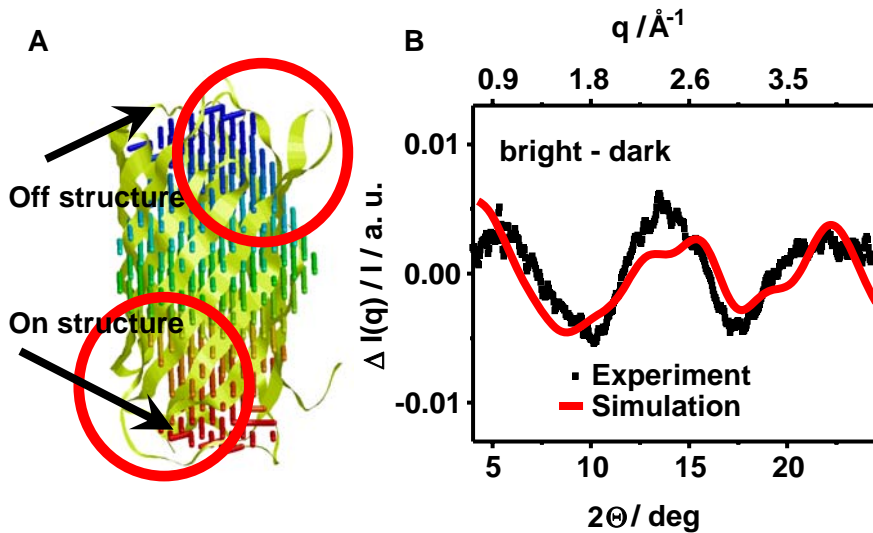 A
Off structure
On structure
B
q /Å-1
0.9 1.8 2.6 3.5
Δ I(q) / I / a. u.
0.01
0.00
-0.01
bright - dark
Experiment
Simulation
5 10 15 20
2Θ / deg